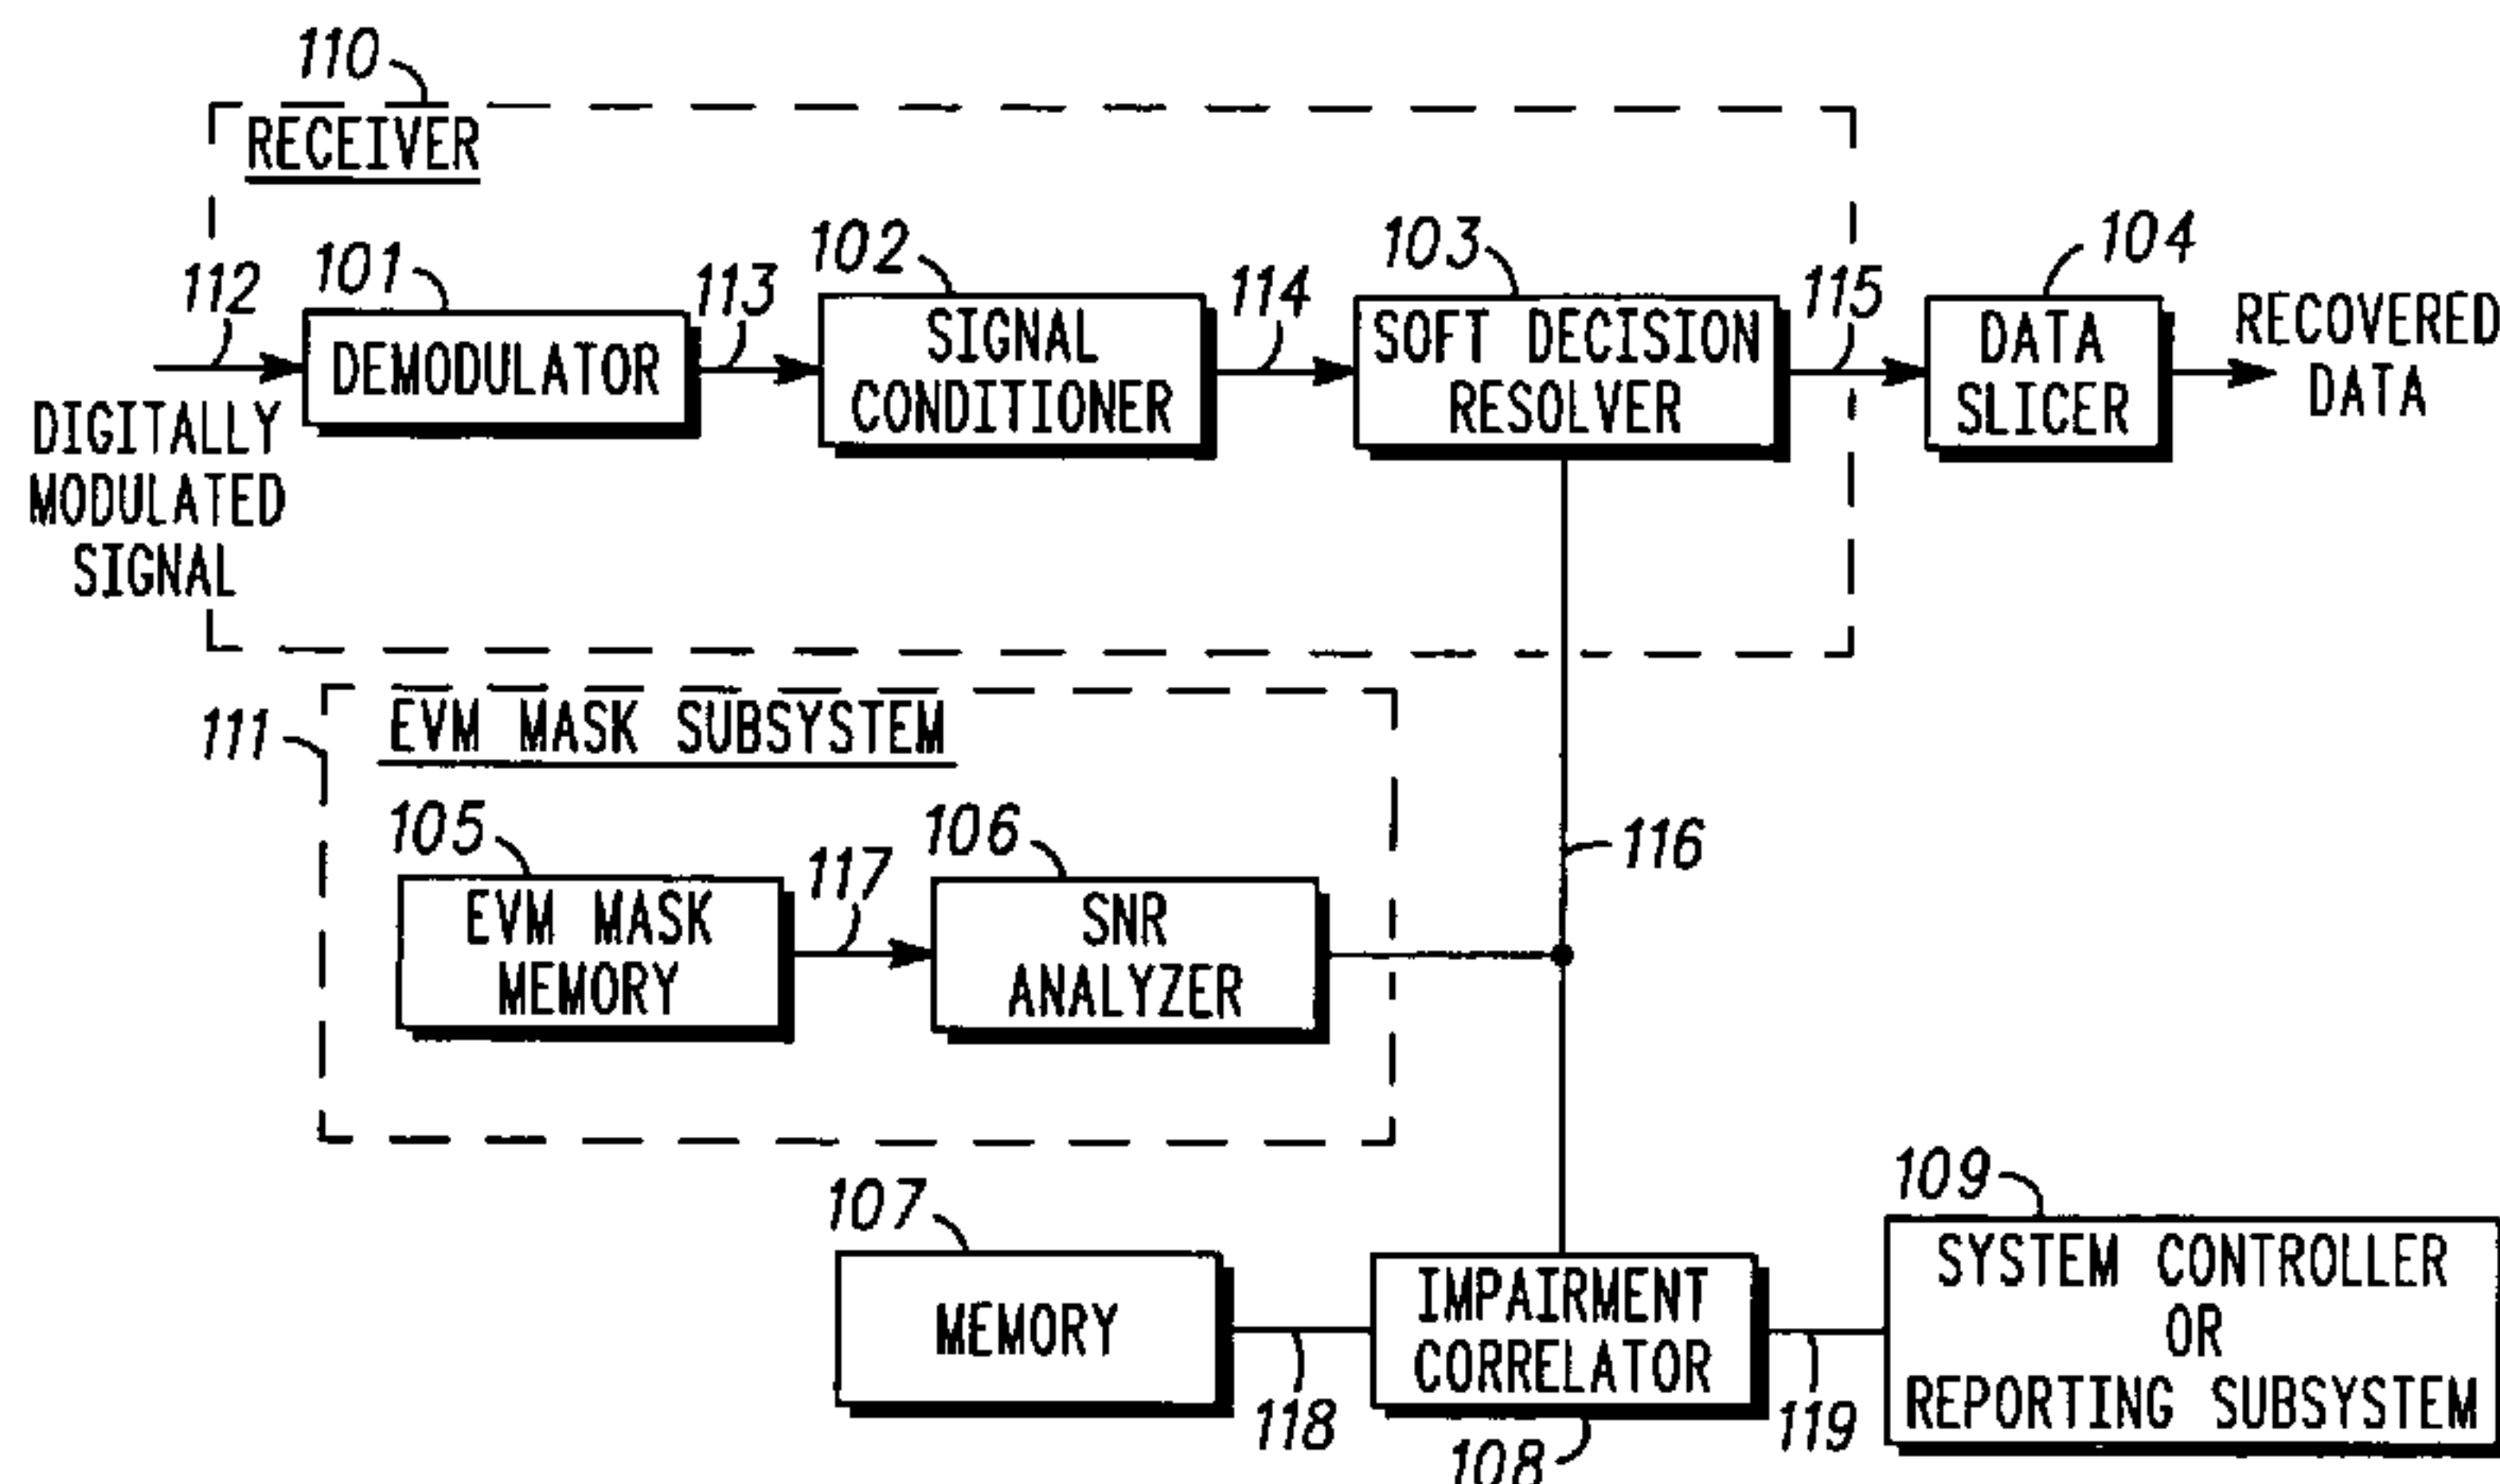 110
RECEIVER
112
101
113
102
114
103
115
104
DEMODULATOR
SIGNAL
CONDITIONER
SOFT DECISION
RESOLVER
DATA
SLICER
RECOVERED
DATA
DIGITALLY
MODULATED
SIGNAL
111
EVM MASK SUBSYSTEM
105
117
106
116
EVM MASK
MEMORY
SNR
ANALYZER
107
109
MEMORY
IMPAIRMENT
CORRELATOR
SYSTEM CONTROLLER
OR
REPORTING SUBSYSTEM
118
108
119